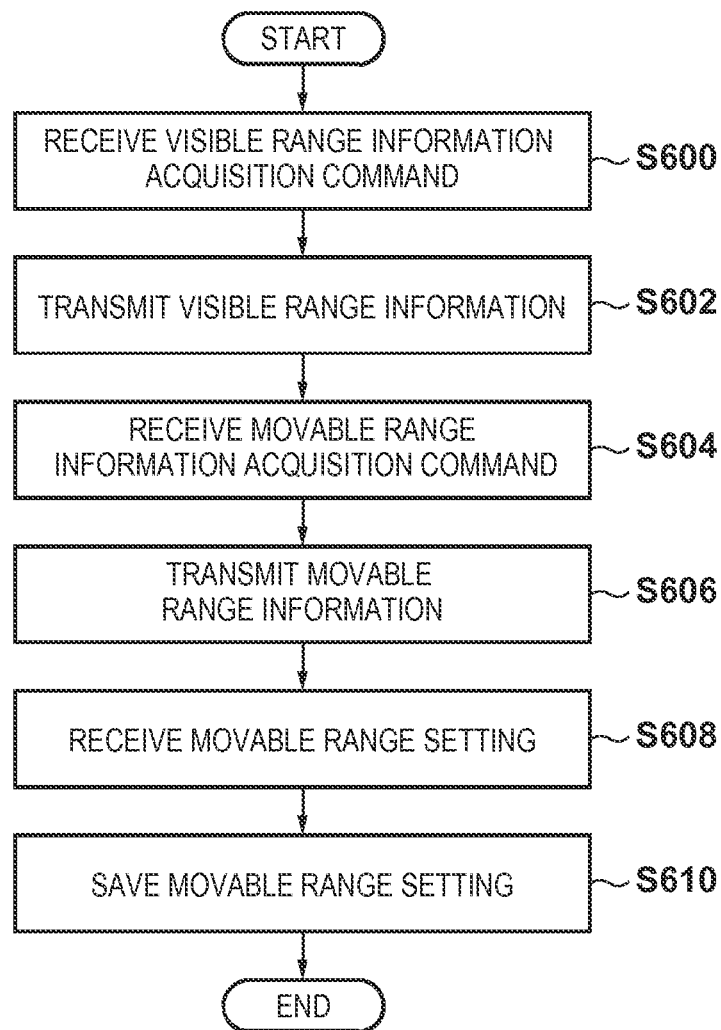 START
RECEIVE VISIBLE RANGE INFORMATION
ACQUISITION COMMAND
S600
TRANSMIT VISIBLE RANGE INFORMATION
S602
RECEIVE MOVABLE RANGE
INFORMATION ACQUISITION COMMAND
S604
TRANSMIT MOVABLE
RANGE INFORMATION
S606
RECEIVE MOVABLE RANGE SETTING
S608
SAVE MOVABLE RANGE SETTING
S610
END